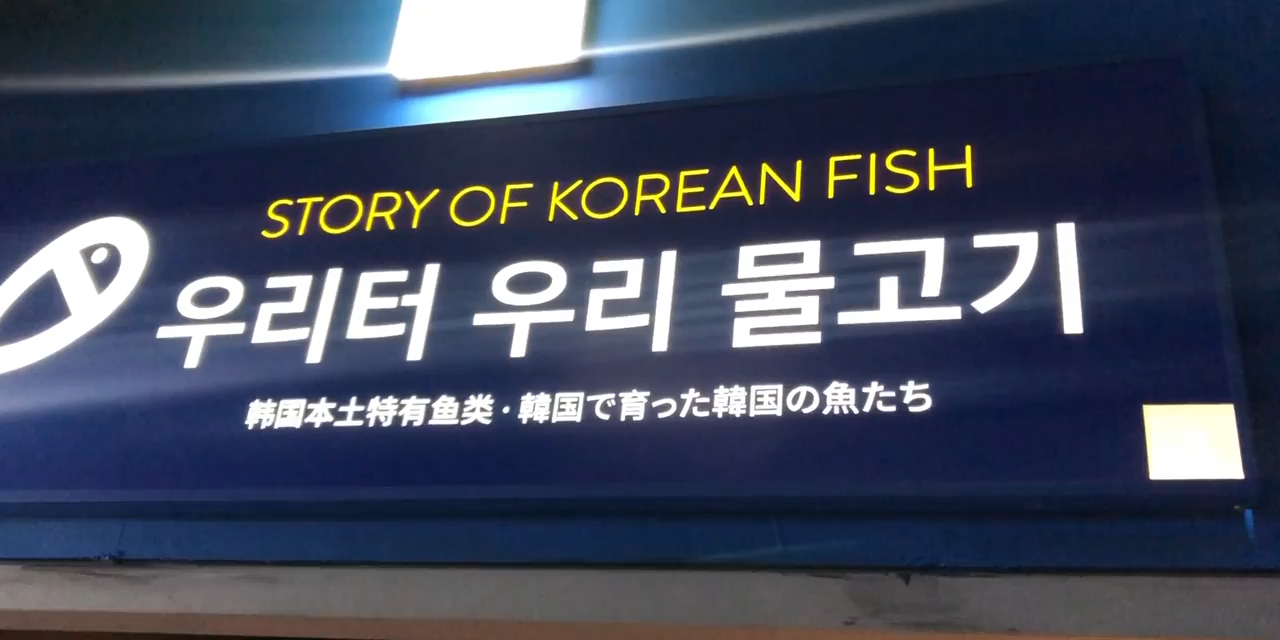 STORY OF KOREAN FISH
우리터 우리 물고기
韩国本土特有鱼类 · 韓国で育った韓国の魚たち